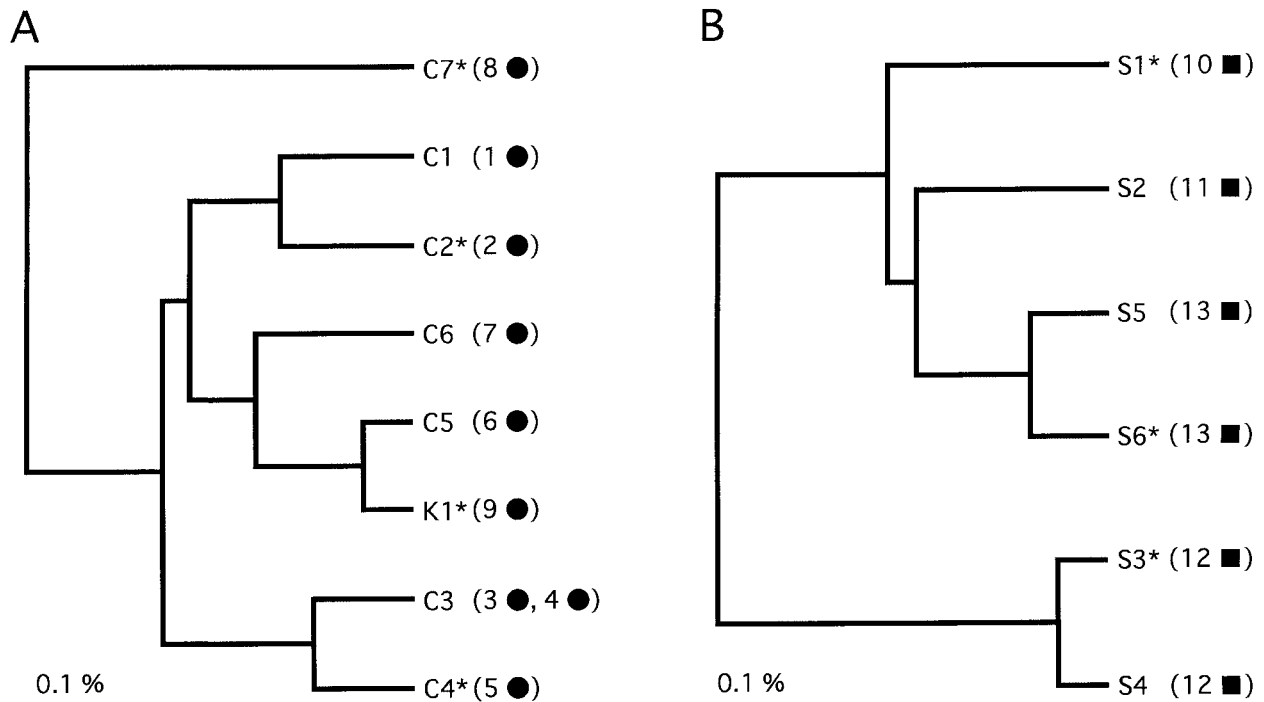 A
C7* (8 ●)
C1 (1 ●)
C2* (2 ●)
C6 (7 ●)
C5 (6 ●)
K1* (9 ●)
C3 (3 ●, 4 ●)
C4* (5 ●)
0.1 %
B
S1* (10 ■)
S2 (11 ■)
S5 (13 ■)
S6* (13 ■)
S3* (12 ■)
S4 (12 ■)
0.1 %